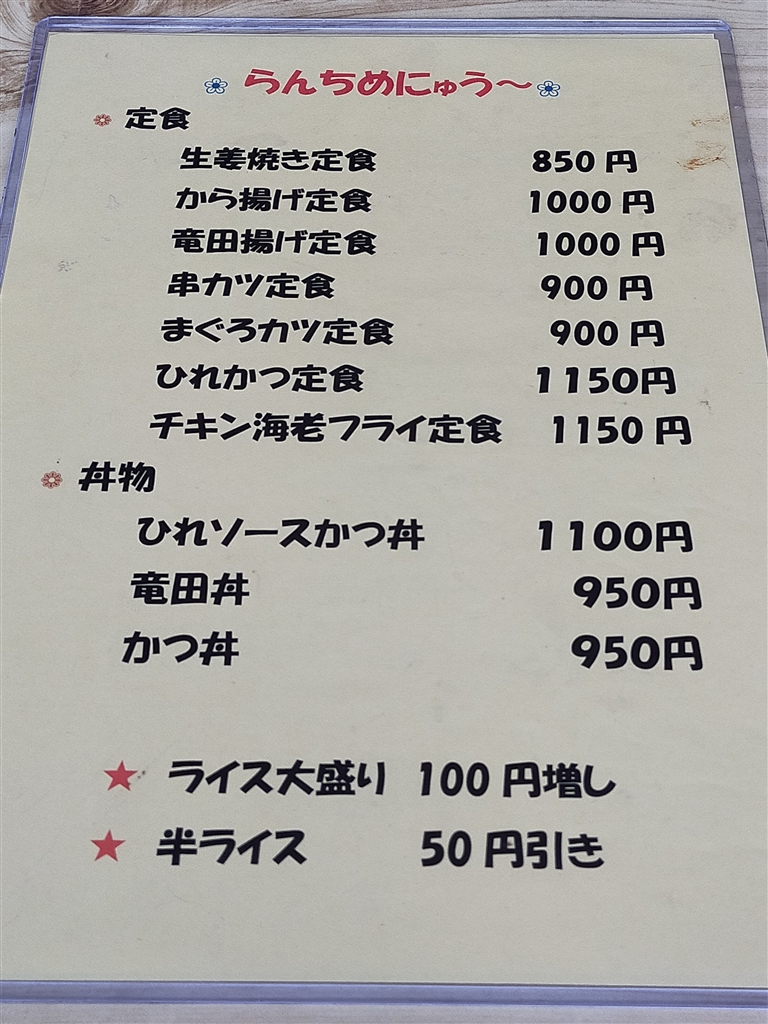 らんちめにゅう～
定食
生姜焼き定食 850円
から揚げ定食 1000円
竜田揚げ定食 1000円
串カツ定食 900円
まぐろカツ定食 900円
ひれかつ定食 1150円
チキン海老フライ定食 1150円
丼物
ひれソースかつ丼 1100円
竜田丼 950円
かつ丼 950円
★ ライス大盛り 100円増し
★ 半ライス 50円引き